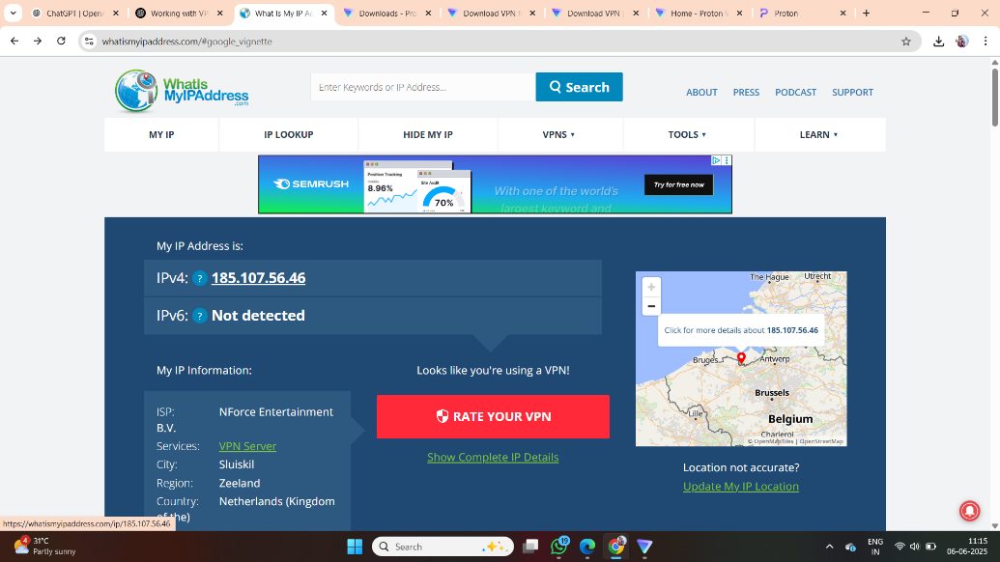 ChatGPT | OpenA
Working with VP
What Is My IP Ad
Downloads - Pro
Download VPN f
Download VPN
Home - Proton V
Proton
whatismyipaddress.com/#google_vignette
WhatIs
MyIPAddress
.com
Enter Keywords or IP Address...
Search
ABOUT
PRESS
PODCAST
SUPPORT
MY IP
IP LOOKUP
HIDE MY IP
VPNS
TOOLS
LEARN
SEMRUSH
Position Tracking
8.96%
Site Audit
70%
With one of the world's
largest keyword and
Try for free now
My IP Address is:
IPv4: ? 185.107.56.46
IPv6: ? Not detected
My IP Information:
ISP: NForce Entertainment
B.V.
Services: VPN Server
City: Sluiskil
Region: Zeeland
Country: Netherlands (Kingdom
of the)
Looks like you're using a VPN!
RATE YOUR VPN
Show Complete IP Details
The Hague
Utrecht
Click for more details about 185.107.56.46
Bruges
Antwerp
Brussels
Lille
Belgium
Charleroi
© OpenMapTiles | OpenStreetMap
Location not accurate?
Update My IP Location
https://whatismyipaddress.com/ip/185.107.56.46
4
31°C
Partly sunny
Search
19
ENG
IN
11:15
06-06-2025